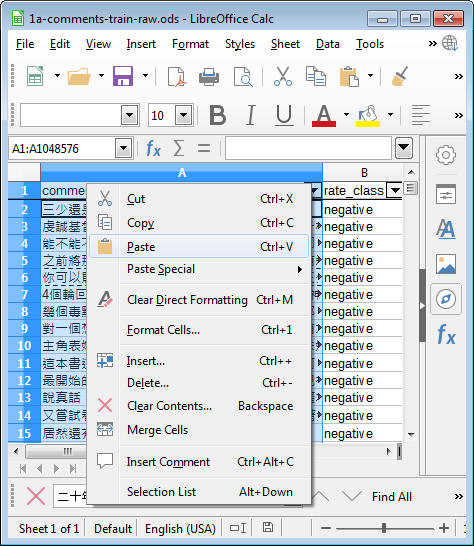 1a-comments-train-raw.ods - LibreOffice Calc
File Edit View Insert Format Styles Sheet Data Tools »
10
A1:A1048576
A B
1 comme rate_class
2 三少還 negative
3 虔誠基 negative
4 能不能 negative
5 之前將 negative
6 你可以 negative
7 4個輪回 negative
8 幾個毒 negative
9 對一個 negative
10 主角表 negative
11 這本書 negative
12 最開始的 negative
13 說真話 negative
14 又嘗試 negative
15 居然還 negative
Cut Ctrl+X
Copy Ctrl+C
Paste Ctrl+V
Paste Special
Clear Direct Formatting Ctrl+M
Format Cells... Ctrl+1
Insert... Ctrl++
Delete... Ctrl+-
Clear Contents... Backspace
Merge Cells
Insert Comment Ctrl+Alt+C
Selection List Alt+Down
二十年 Find All
Sheet 1 of 1 Default English (USA)